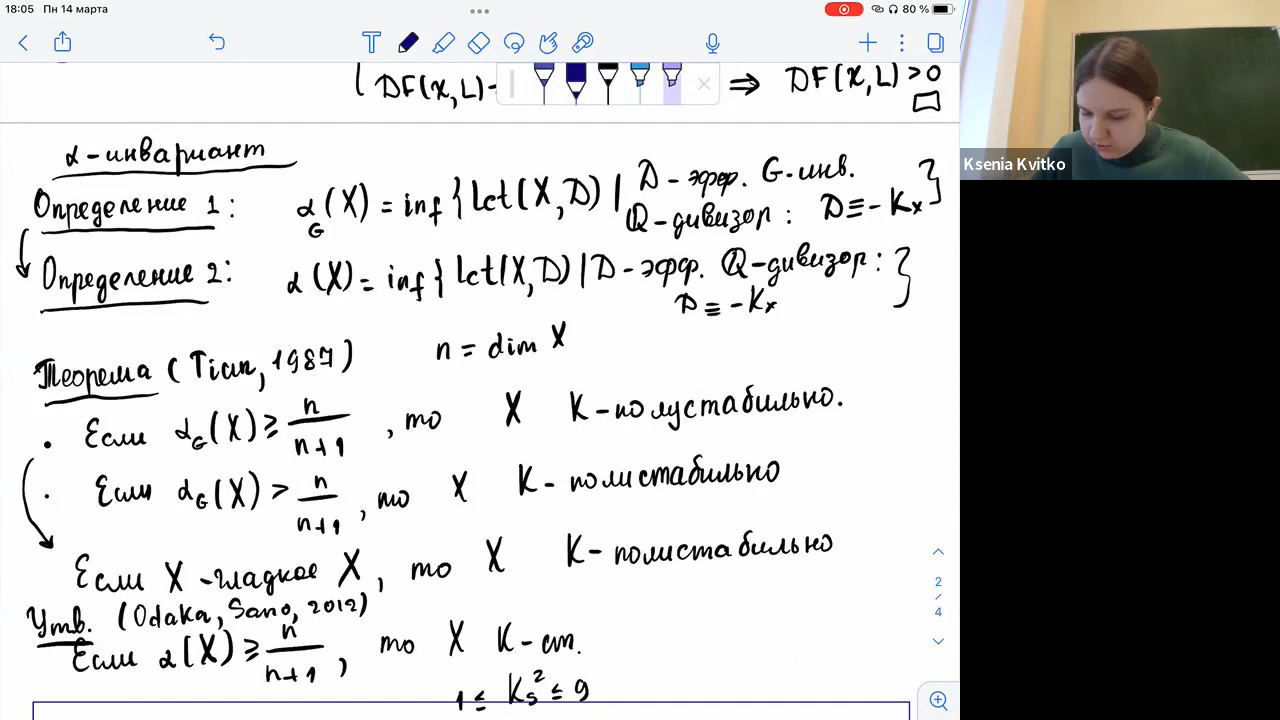 18:05 Пн 14 марта
80 %
DF(X,L)
⇒ DF(X,L)>0
α-инвариант
Определение 1: α_G(X) = inf{lct(X,D) | D-эфф. G-инв. Q-дивизор: D≡-K_X}
Определение 2: α(X) = inf{lct(X,D) | D-эфф. Q-дивизор: D≡-K_X}
Теорема (Tian, 1987) n = dim X
· Если α_G(X) ≥ n/(n+1), то X K-полустабильно.
· Если α_G(X) > n/(n+1), то X K-полистабильно
Если X-гладкое X, то X K-полистабильно
Утв. (Odaka, Sano, 2012)
Если α(X) ≥ n/(n+1), то X K-ст.
1 ≤ K_S^2 ≤ 9
2
/
4
Ksenia Kvitko